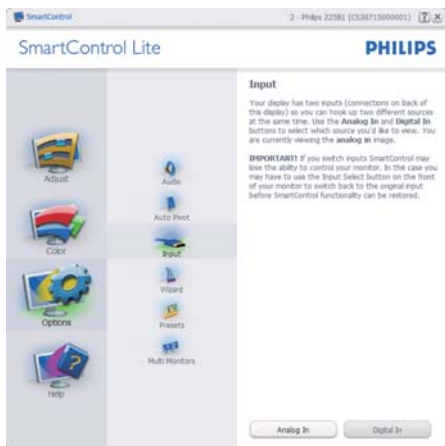 SmartControl
2 - Philips 225B1 (CS30715000001)
SmartControl Lite
PHILIPS
Adjust
Color
Options
Help
Audio
Auto Pivot
Input
Wizard
Presets
Multi Monitors
Input
Your display has two inputs (connections on back of
the display) so you can hook up two different sources
at the same time. Use the Analog In and Digital In
buttons to select which source you'd like to view. You
are currently viewing the analog in image.
IMPORTANT! If you switch inputs SmartControl may
lose the ability to control your monitor. In this case you
may have to use the Input Select button on the front
of your monitor to switch back to the original input
before SmartControl functionality can be restored.
Analog In
Digital In